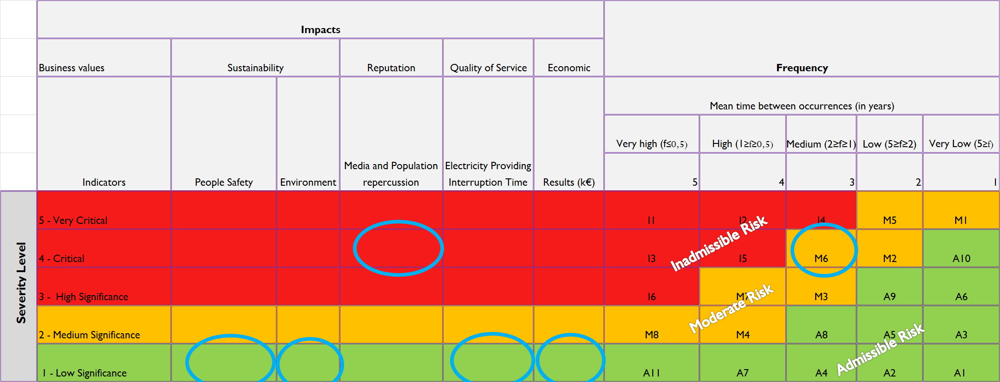 Impacts
Business values Sustainability Reputation Quality of Service Economic Frequency
Mean time between occurrences (in years)
Very high (f≤0,5) High (1≥f≥0,5) Medium (2≥f≥1) Low (5≥f≥2) Very Low (5≥f)
Media and Population Electricity Providing
Indicators People Safety Environment repercussion Interruption Time Results (k€) 5 4 3 2 1
Severity Level
5 - Very Critical I1 I2 I4 M5 M1
4 - Critical I3 I5 M6 M2 A10
3 - High Significance I6 M7 M3 A9 A6
2 - Medium Significance M8 M4 A8 A5 A3
1 - Low Significance A11 A7 A4 A2 A1
Inadmissible Risk
Moderate Risk
Admissible Risk